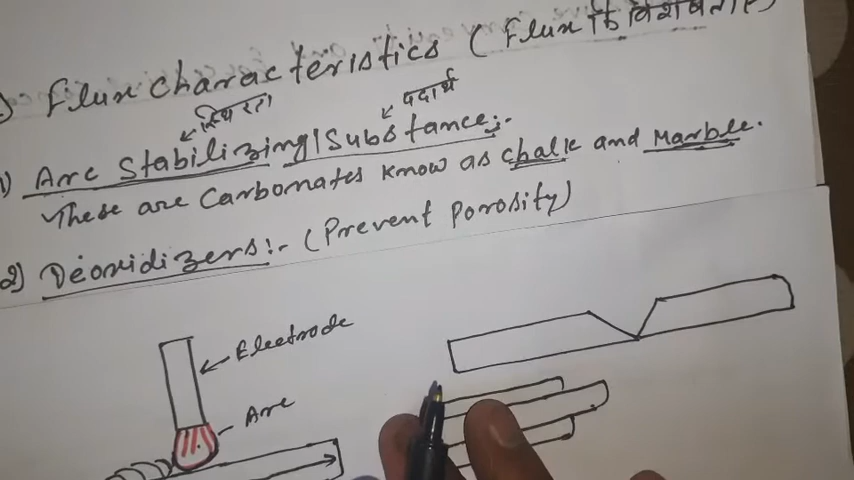 Flux characteristics (Flux की विशेषताएं)
स्थिरता
पदार्थ
1) Arc Stabilizing/Substance:-
These are Carbonates Know as chalk and Marble.
2) Deoxidizers:- (Prevent Porosity)
Electrode
Arc